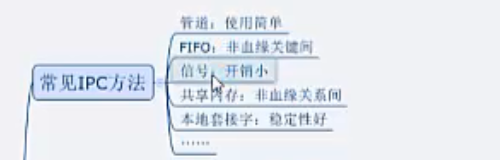 管道：使用简单
FIFO：非血缘关键间
信号：开销小
常见IPC方法
共享内存：非血缘关系间
本地套接字：稳定性好
……